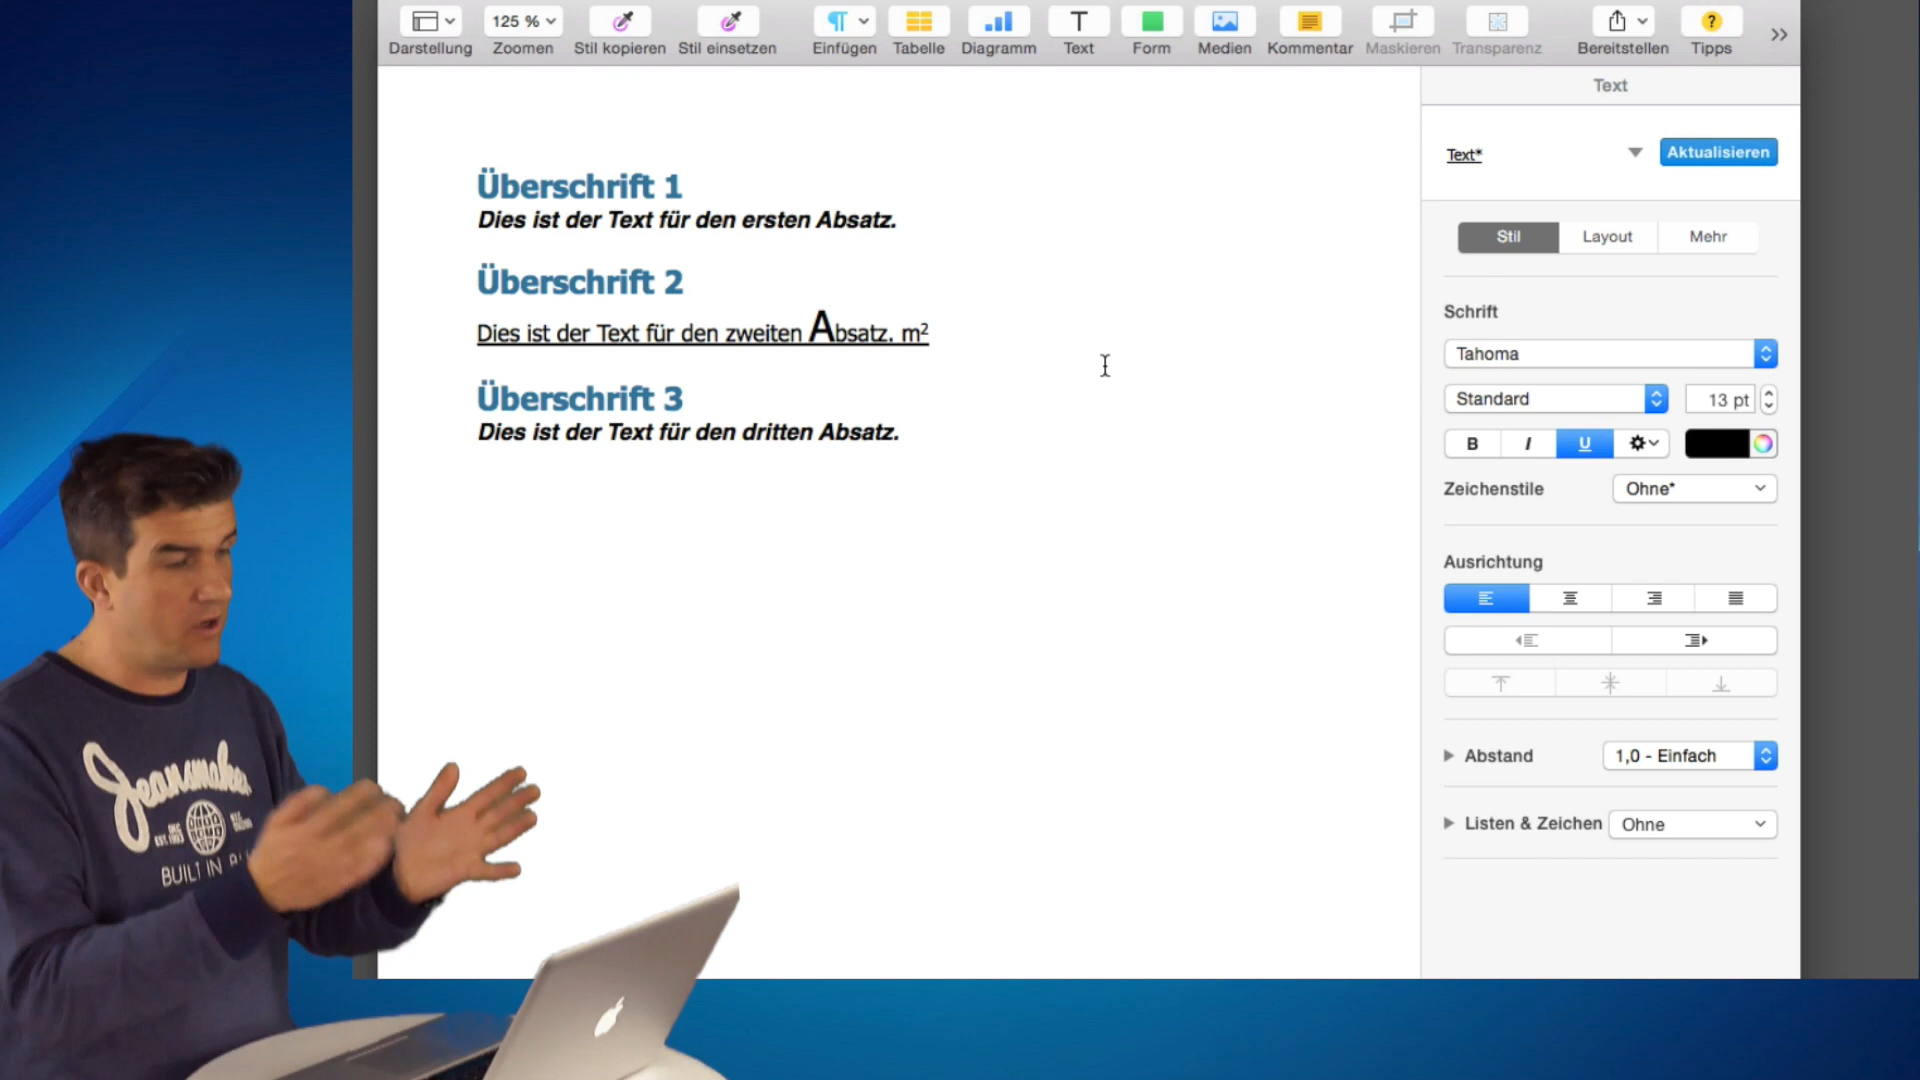 125 %
Darstellung Zoomen Stil kopieren Stil einsetzen Einfügen Tabelle Diagramm Text Form Medien Kommentar Maskieren Transparenz Bereitstellen Tipps
Text
Text* Aktualisieren
Stil Layout Mehr
Überschrift 1
Dies ist der Text für den ersten Absatz.
Überschrift 2
Dies ist der Text für den zweiten Absatz. m²
Überschrift 3
Dies ist der Text für den dritten Absatz.
Schrift
Tahoma
Standard 13 pt
B I U
Zeichenstile Ohne*
Ausrichtung
Abstand 1,0 - Einfach
Listen & Zeichen Ohne
Jeansmaker
BUILT IN